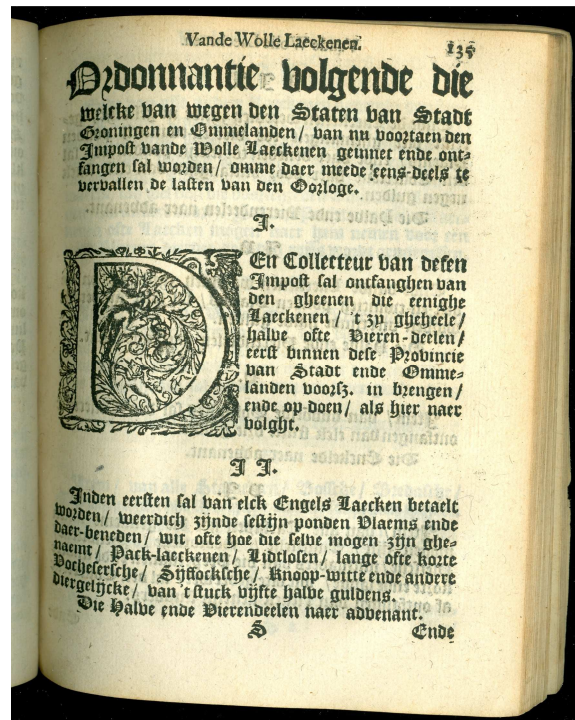 Vande Wolle Laeckenen. 135
Ordonnantie volgende die
welcke van wegen den Staten van Stadt
Groningen en Ommelanden / van nu voortaen den
Impost vande Wolle Laeckenen geunnet ende ont-
fangen sal worden / omme daer meede eens-deels te
vervallen de lasten van den Oorloge.
I.
DEn Collecteur van desen
Impost sal ontfanghen van
den gheenen die eenighe
Laeckenen / 't zy gheheele /
halve ofte Vieren-deelen /
eerst binnen dese Provincie
van Stadt ende Omme-
landen voorsz. in brengen /
ende op doen / als hier naer
volght.
II.
Inden eersten sal van elck Engels Laecken betaelt
worden / weerdich zijnde sestijn ponden Vlaems ende
daer-beneden / wit ofte hoe die selve mogen zijn ghe-
naemt / Pack-laeckenen / Lidtlosen / lange ofte korte
Vochefersche / Sijffocksche / Knoop-witte ende andere
diergelijcke / van 't stuck vijfte halve guldens.
Die Halve ende Vierendeelen naer advenant.
S Ende